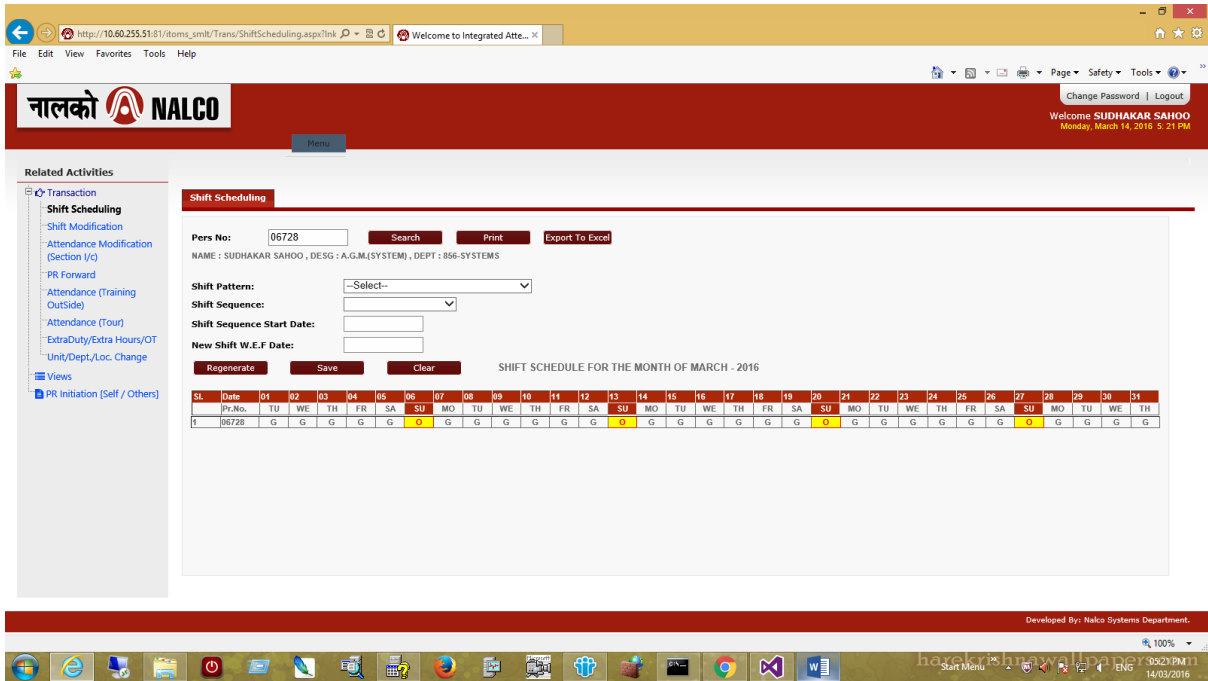 http://10.60.255.51:81/itoms_smlt/Trans/ShiftScheduling.aspx?lnk
Welcome to Integrated Atte...
File Edit View Favorites Tools Help
Page Safety Tools
नालको NALCO
Change Password | Logout
Welcome SUDHAKAR SAHOO
Monday, March 14, 2016 5: 21 PM
Menu
Related Activities
Transaction
Shift Scheduling
Shift Modification
Attendance Modification
(Section I/c)
PR Forward
Attendance (Training
OutSide)
Attendance (Tour)
ExtraDuty/Extra Hours/OT
Unit/Dept./Loc. Change
Views
PR Initiation [Self / Others]
Shift Scheduling
Pers No: 06728 Search Print Export To Excel
NAME : SUDHAKAR SAHOO , DESG : A.G.M.(SYSTEM) , DEPT : 856-SYSTEMS
Shift Pattern: --Select--
Shift Sequence:
Shift Sequence Start Date:
New Shift W.E.F Date:
Regenerate Save Clear SHIFT SCHEDULE FOR THE MONTH OF MARCH - 2016
Sl. Date 01 02 03 04 05 06 07 08 09 10 11 12 13 14 15 16 17 18 19 20 21 22 23 24 25 26 27 28 29 30 31
Pr.No. TU WE TH FR SA SU MO TU WE TH FR SA SU MO TU WE TH FR SA SU MO TU WE TH FR SA SU MO TU WE TH
1 06728 G G G G G O G G G G G G O G G G G G G O G G G G G G O G G G G
Developed By: Nalco Systems Department.
100%
harekrishnawallpapers.com
Start Menu ENG 05:21 PM
14/03/2016